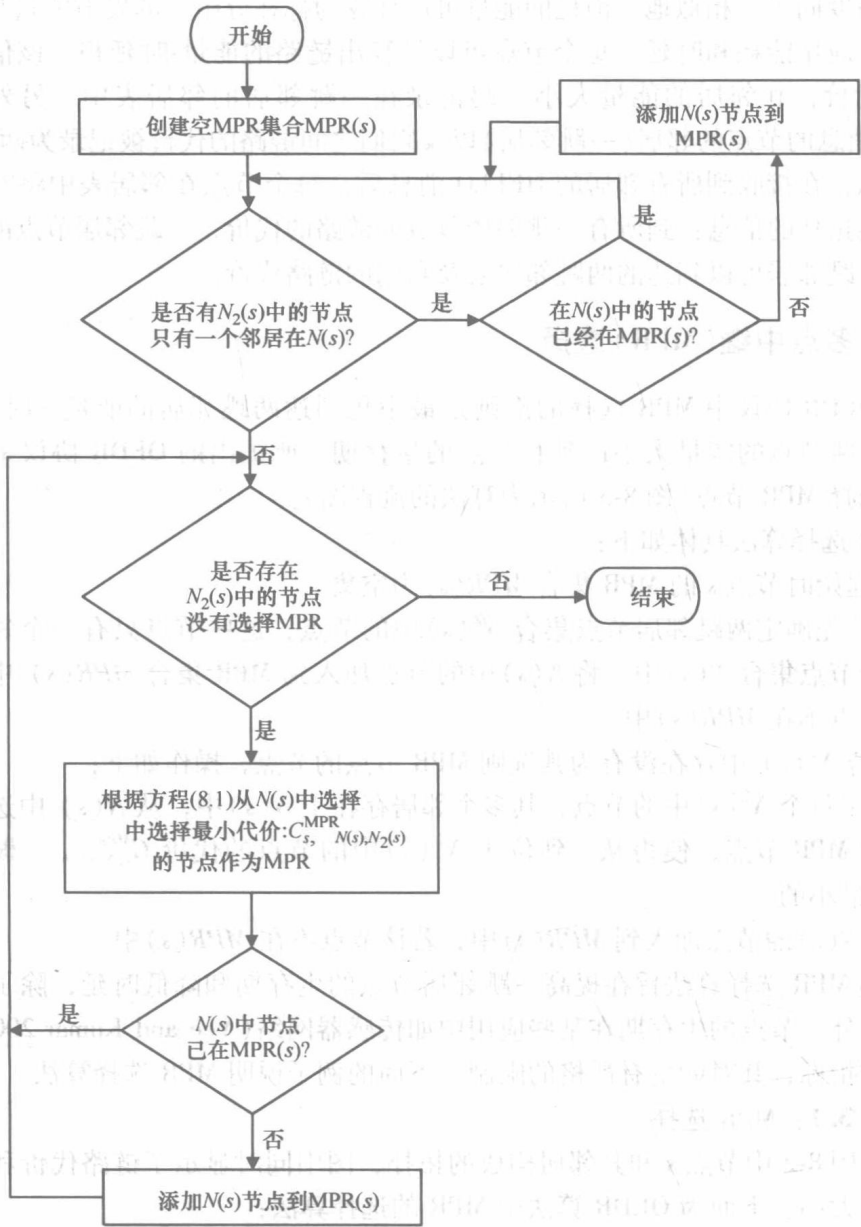 开始
创建空MPR集合MPR(s)
添加N(s)节点到
MPR(s)
是否有N₂(s)中的节点
只有一个邻居在N(s)?
是
在N(s)中的节点
已经在MPR(s)?
是
否
否
是否存在
N₂(s)中的节点
没有选择MPR
否
结束
是
根据方程(8,1)从N(s)中选择
中选择最小代价:C_s^MPR, N(s),N₂(s)
的节点作为MPR
N(s)中节点
已在MPR(s)?
是
否
添加N(s)节点到MPR(s)